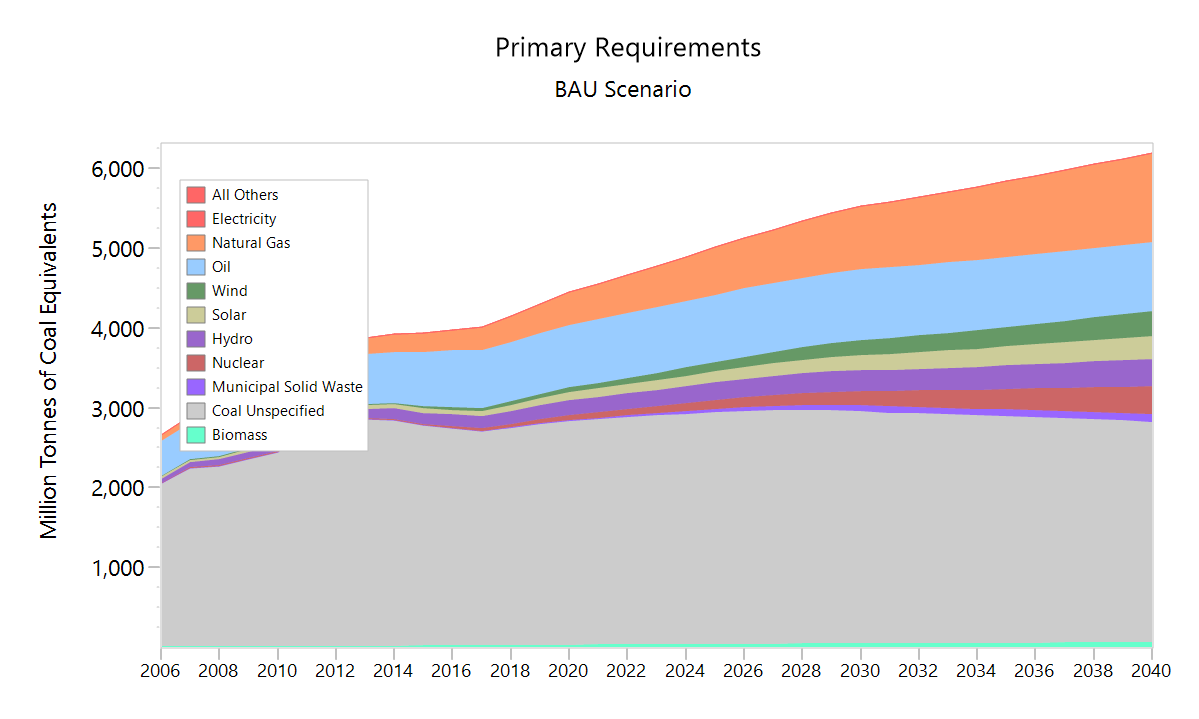 Primary Requirements
BAU Scenario
Million Tonnes of Coal Equivalents
6,000
5,000
4,000
3,000
2,000
1,000
All Others
Electricity
Natural Gas
Oil
Wind
Solar
Hydro
Nuclear
Municipal Solid Waste
Coal Unspecified
Biomass
2006 2008 2010 2012 2014 2016 2018 2020 2022 2024 2026 2028 2030 2032 2034 2036 2038 2040